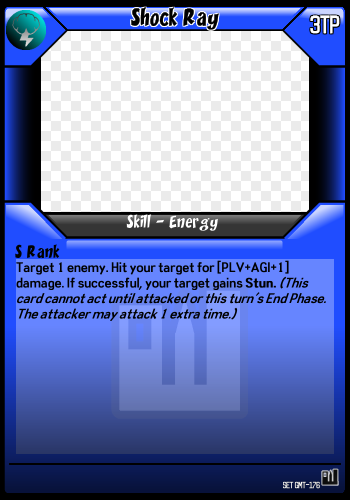 Shock Ray
3TP
Skill - Energy
S Rank
Target 1 enemy. Hit your target for [PLV+AGI+1]
damage. If successful, your target gains Stun. (This
card cannot act until attacked or this turn's End Phase.
The attacker may attack 1 extra time.)
SET GMT-176